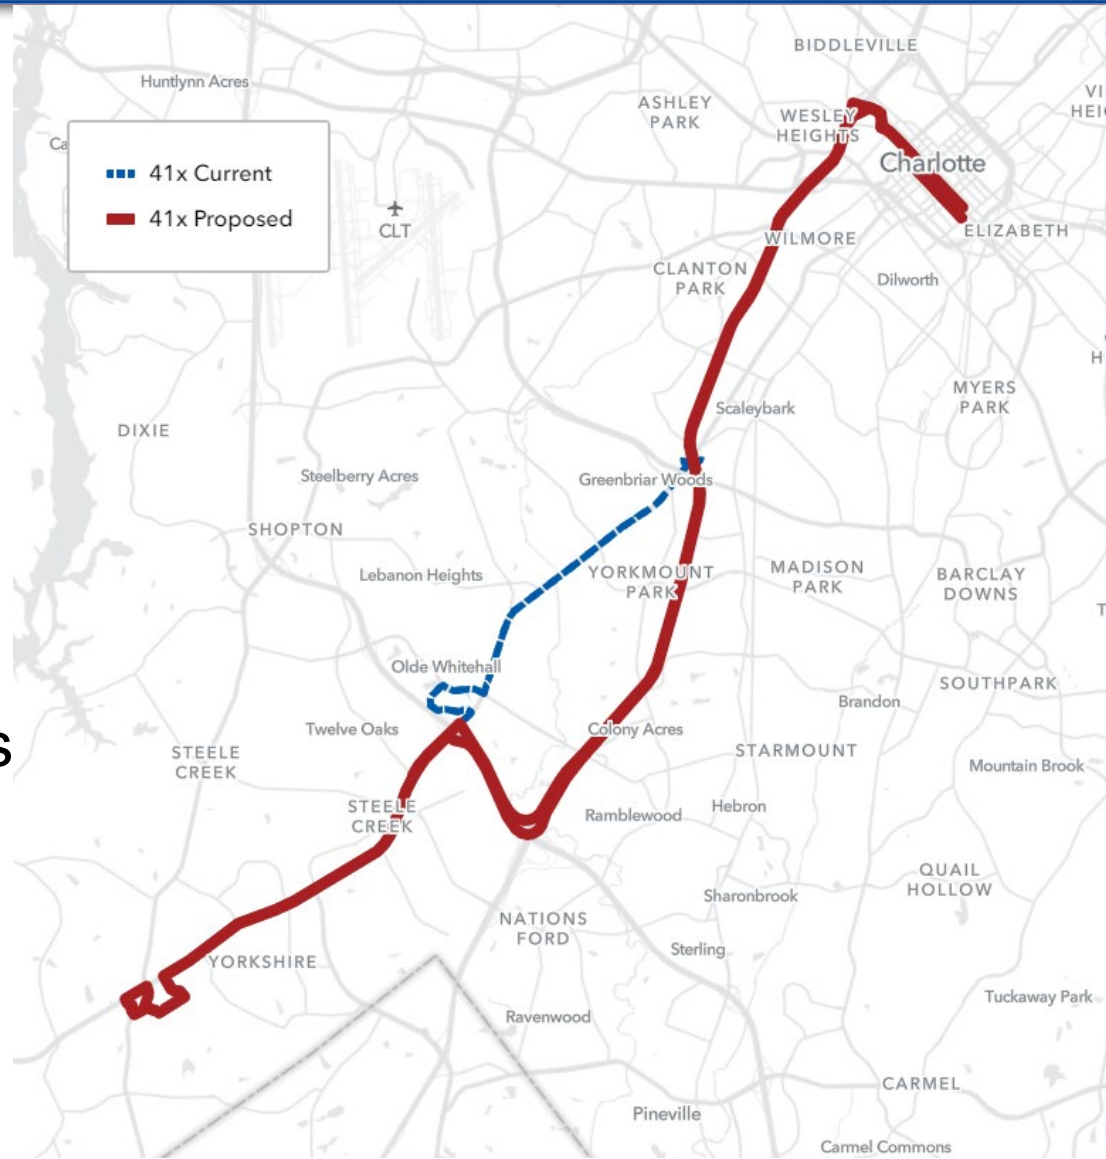 BIDDLEVILLE
Huntlynn Acres
ASHLEY
PARK
WESLEY
HEIGHTS
VI
HEIG
Ca
41x Current
41x Proposed
Charlotte
CLT
ELIZABETH
WILMORE
CLANTON
PARK
Dilworth
H
MYERS
PARK
Scaleybark
DIXIE
Steelberry Acres
Greenbriar Woods
SHOPTON
Lebanon Heights
YORKMOUNT
PARK
MADISON
PARK
BARCLAY
DOWNS
T
Olde Whitehall
SOUTHPARK
Brandon
Twelve Oaks
Colony Acres
s
STEELE
CREEK
STARMOUNT
Mountain Brook
STEELE
CREEK
Ramblewood
Hebron
QUAIL
HOLLOW
Sharonbrook
NATIONS
FORD
Sterling
YORKSHIRE
Tuckaway Park
Ravenwood
CARMEL
Pineville
Carmel Commons